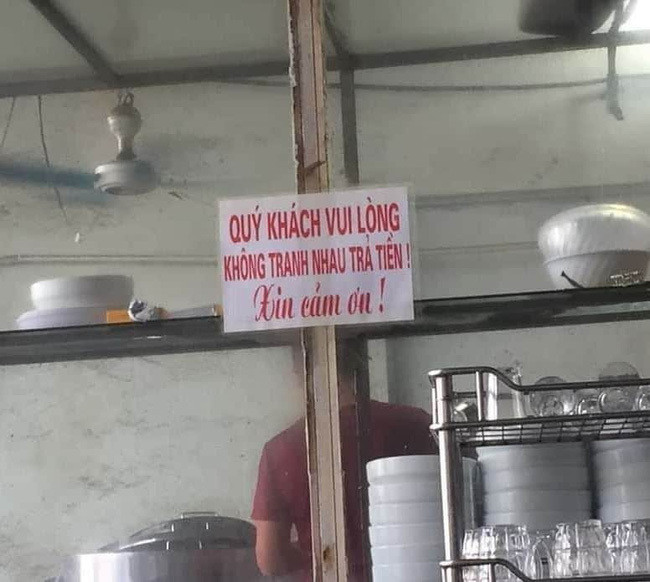 QUÝ KHÁCH VUI LÒNG
KHÔNG TRANH NHAU TRẢ TIỀN !
Xin cảm ơn !